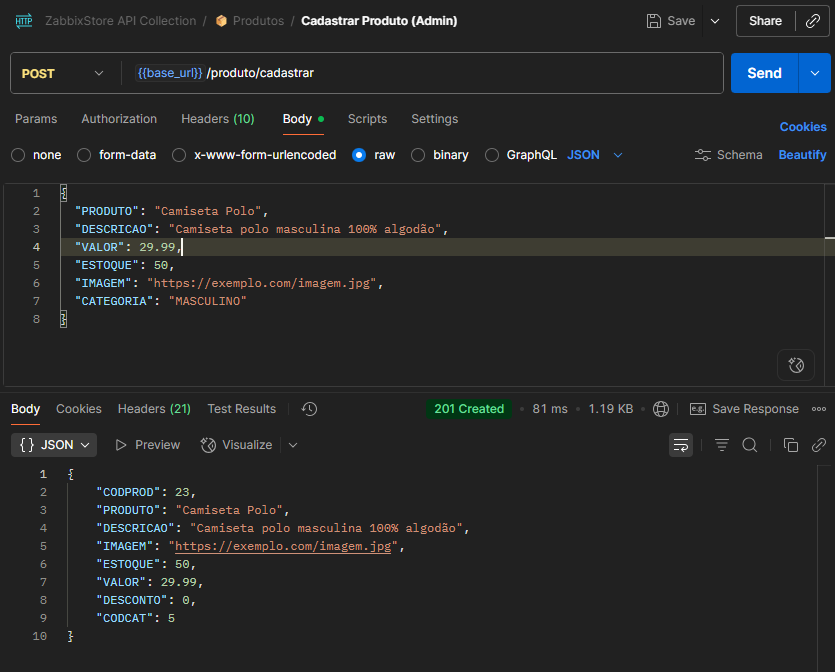 HTTP ZabbixStore API Collection / Produtos / Cadastrar Produto (Admin) Save Share
POST {{base_url}} /produto/cadastrar Send
Params Authorization Headers (10) Body Scripts Settings Cookies
none form-data x-www-form-urlencoded raw binary GraphQL JSON Schema Beautify
1 {
2 "PRODUTO": "Camiseta Polo",
3 "DESCRICAO": "Camiseta polo masculina 100% algodão",
4 "VALOR": 29.99,
5 "ESTOQUE": 50,
6 "IMAGEM": "https://exemplo.com/imagem.jpg",
7 "CATEGORIA": "MASCULINO"
8 }
Body Cookies Headers (21) Test Results 201 Created • 81 ms • 1.19 KB • e.g. Save Response
{} JSON Preview Visualize
1 {
2 "CODPROD": 23,
3 "PRODUTO": "Camiseta Polo",
4 "DESCRICAO": "Camiseta polo masculina 100% algodão",
5 "IMAGEM": "https://exemplo.com/imagem.jpg",
6 "ESTOQUE": 50,
7 "VALOR": 29.99,
8 "DESCONTO": 0,
9 "CODCAT": 5
10 }